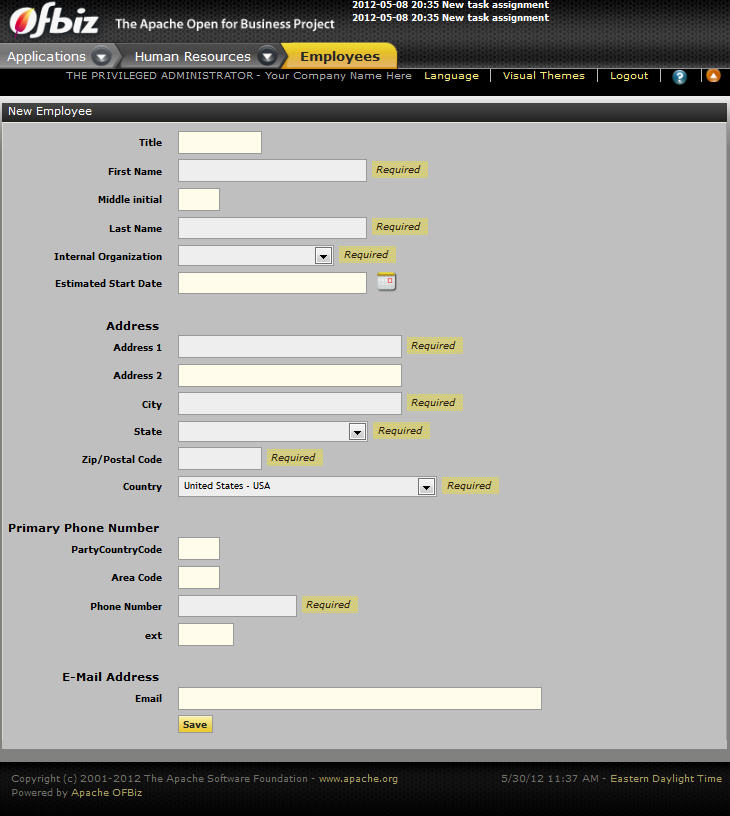 2012-05-08 20:35 New task assignment
Ofbiz The Apache Open for Business Project
2012-05-08 20:35 New task assignment
Applications Human Resources Employees
THE PRIVILEGED ADMINISTRATOR - Your Company Name Here Language Visual Themes Logout ?
New Employee
Title
First Name Required
Middle initial
Last Name Required
Internal Organization Required
Estimated Start Date
Address
Address 1 Required
Address 2
City Required
State Required
Zip/Postal Code Required
Country United States - USA Required
Primary Phone Number
PartyCountryCode
Area Code
Phone Number Required
ext
E-Mail Address
Email
Save
Copyright (c) 2001-2012 The Apache Software Foundation - www.apache.org 5/30/12 11:37 AM - Eastern Daylight Time
Powered by Apache OFBiz